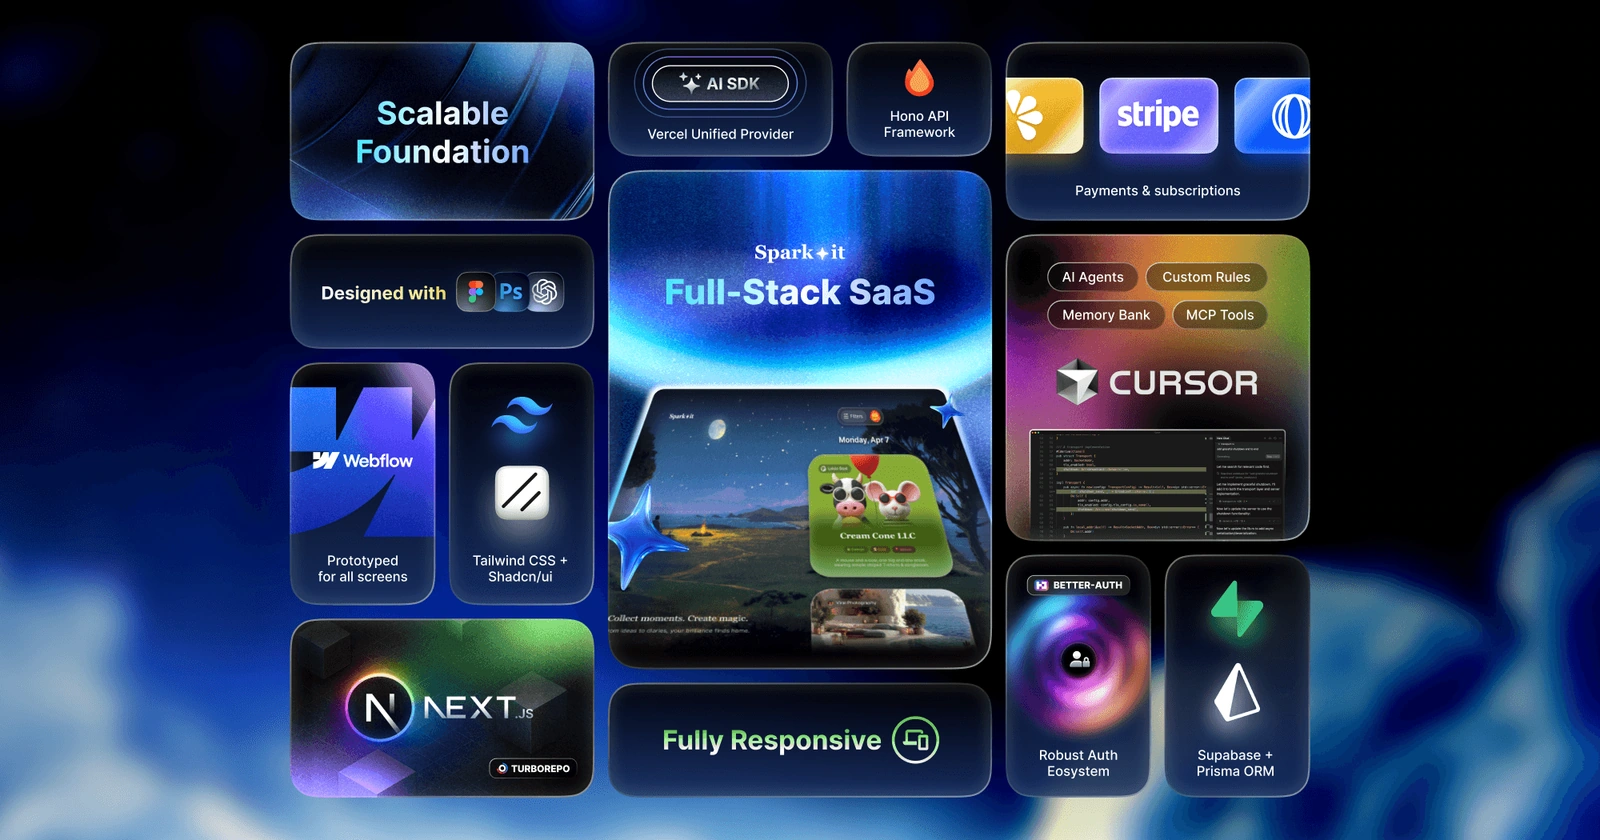 Scalable
Foundation
AI SDK
Vercel Unified Provider
Hono API
Framework
stripe
Payments & subscriptions
Designed with
Ps
Spark it
Full-Stack SaaS
AI Agents
Custom Rules
Memory Bank
MCP Tools
CURSOR
Webflow
Prototyped
for all screens
Tailwind CSS +
Shadcn/ui
Spark it
Filters
Monday, Apr 7
Cream Cone LLC
Collect moments. Create magic.
NEXT.JS
TURBOREPO
Fully Responsive
BETTER-AUTH
Robust Auth
Eosystem
Supabase +
Prisma ORM